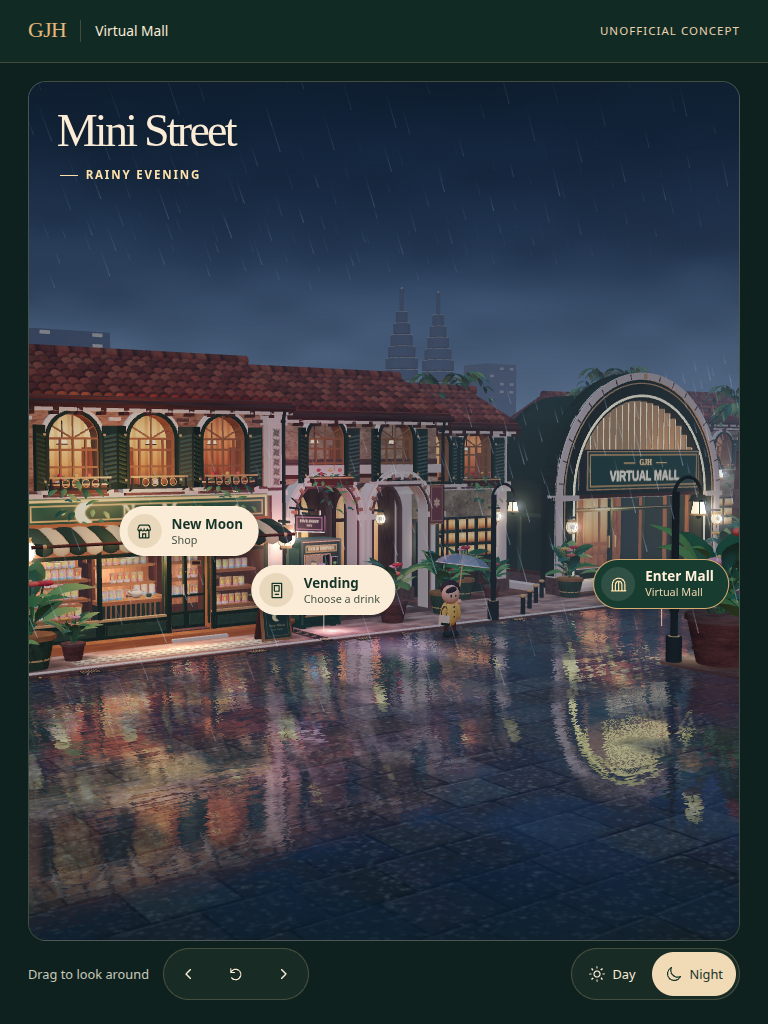 GJH
Virtual Mall
UNOFFICIAL CONCEPT
Mini Street
RAINY EVENING
GJH
VIRTUAL MALL
New Moon
Shop
Vending
Choose a drink
Enter Mall
Virtual Mall
Drag to look around
Day
Night